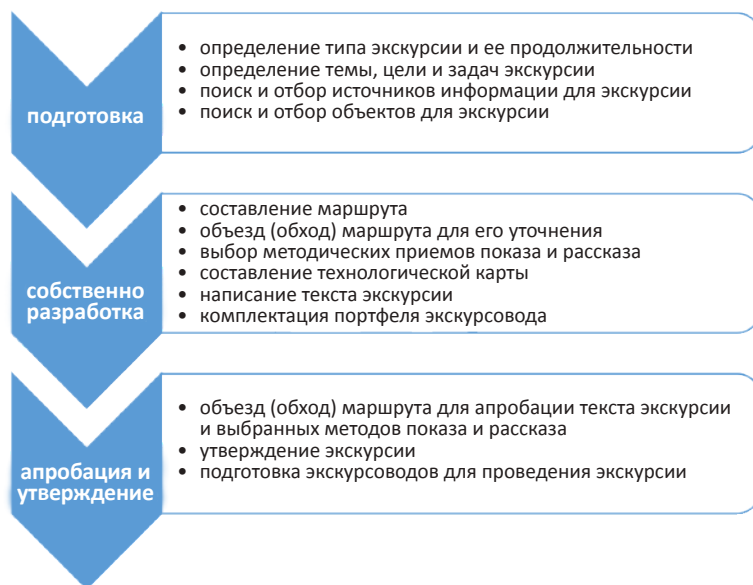 подготовка
• определение типа экскурсии и ее продолжительности
• определение темы, цели и задач экскурсии
• поиск и отбор источников информации для экскурсии
• поиск и отбор объектов для экскурсии
собственно
разработка
• составление маршрута
• объезд (обход) маршрута для его уточнения
• выбор методических приемов показа и рассказа
• составление технологической карты
• написание текста экскурсии
• комплектация портфеля экскурсовода
апробация и
утверждение
• объезд (обход) маршрута для апробации текста экскурсии
и выбранных методов показа и рассказа
• утверждение экскурсии
• подготовка экскурсоводов для проведения экскурсии